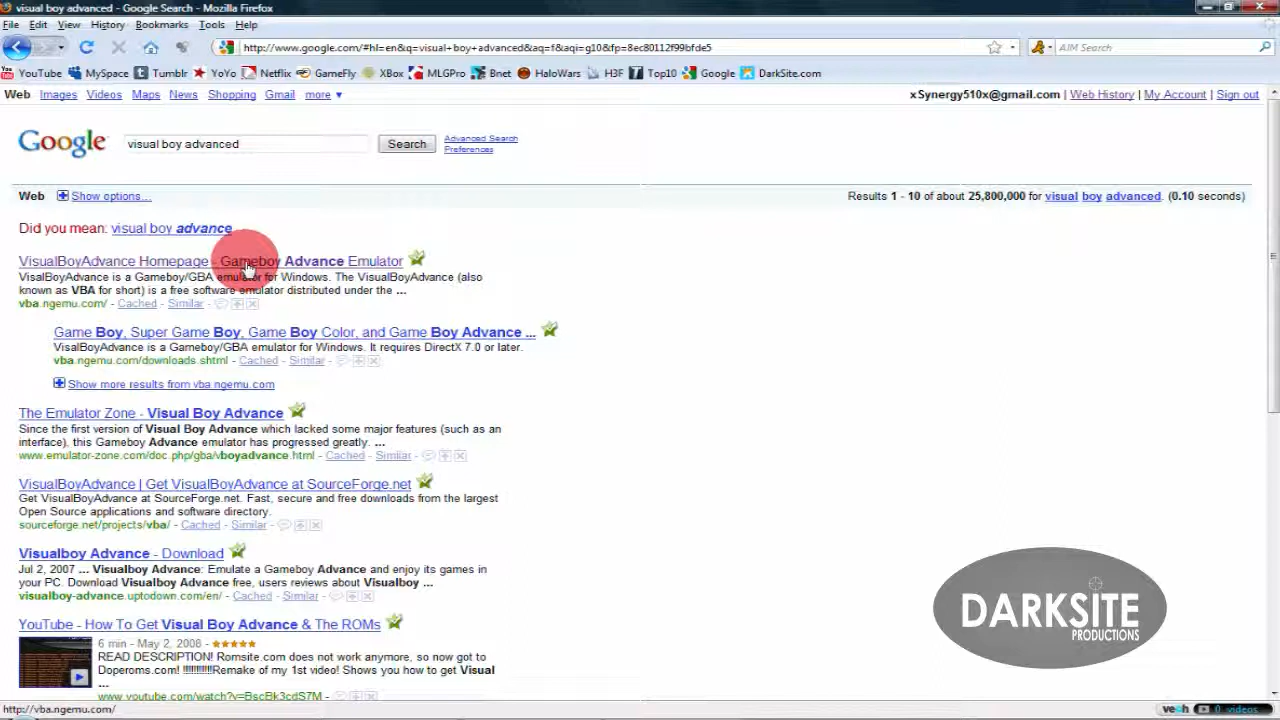 visual boy advanced - Google Search - Mozilla Firefox
File Edit View History Bookmarks Tools Help
http://www.google.com/#hl=en&q=visual+boy+advanced&aq=f&aqi=g10&fp=8ec80112f99bfde5
AIM Search
YouTube MySpace Tumblr YoYo Netflix GameFly XBox MLGPro Bnet HaloWars H3F Top10 Google DarkSite.com
Web Images Videos Maps News Shopping Gmail more ▼
xSynergy510x@gmail.com | Web History | My Account | Sign out
Google
visual boy advanced
Search
Advanced Search
Preferences
Web Show options...
Results 1 - 10 of about 25,800,000 for visual boy advanced. (0.10 seconds)
Did you mean: visual boy advance
VisualBoyAdvance Homepage - Gameboy Advance Emulator
VisalBoyAdvance is a Gameboy/GBA emulator for Windows. The VisualBoyAdvance (also
known as VBA for short) is a free software emulator distributed under the ...
vba.ngemu.com/ - Cached - Similar -
Game Boy, Super Game Boy, Game Boy Color, and Game Boy Advance ...
VisalBoyAdvance is a Gameboy/GBA emulator for Windows. It requires DirectX 7.0 or later.
vba.ngemu.com/downloads.shtml - Cached - Similar -
Show more results from vba.ngemu.com
The Emulator Zone - Visual Boy Advance
Since the first version of Visual Boy Advance which lacked some major features (such as an
interface), this Gameboy Advance emulator has progressed greatly. ...
www.emulator-zone.com/doc.php/gba/vboyadvance.html - Cached - Similar -
VisualBoyAdvance | Get VisualBoyAdvance at SourceForge.net
Get VisualBoyAdvance at SourceForge.net. Fast, secure and free downloads from the largest
Open Source applications and software directory.
sourceforge.net/projects/vba/ - Cached - Similar -
Visualboy Advance - Download
Jul 2, 2007 ... Visualboy Advance: Emulate a Gameboy Advance and enjoy its games in
your PC. Download Visualboy Advance free, users reviews about Visualboy ...
visualboy-advance.uptodown.com/en/ - Cached - Similar -
YouTube - How To Get Visual Boy Advance & The ROMs
6 min - May 2, 2008 -
READ DESCRIPTION! Romsite.com does not work anymore, so now go to
Doperoms.com! !!!!!!!!!!!Remake of my 1st video! Shows you how to get Visual
...
www.youtube.com/watch?v=BscBk3cdS7M -
DARKSITE
PRODUCTIONS
http://vba.ngemu.com/
veoh 0 videos